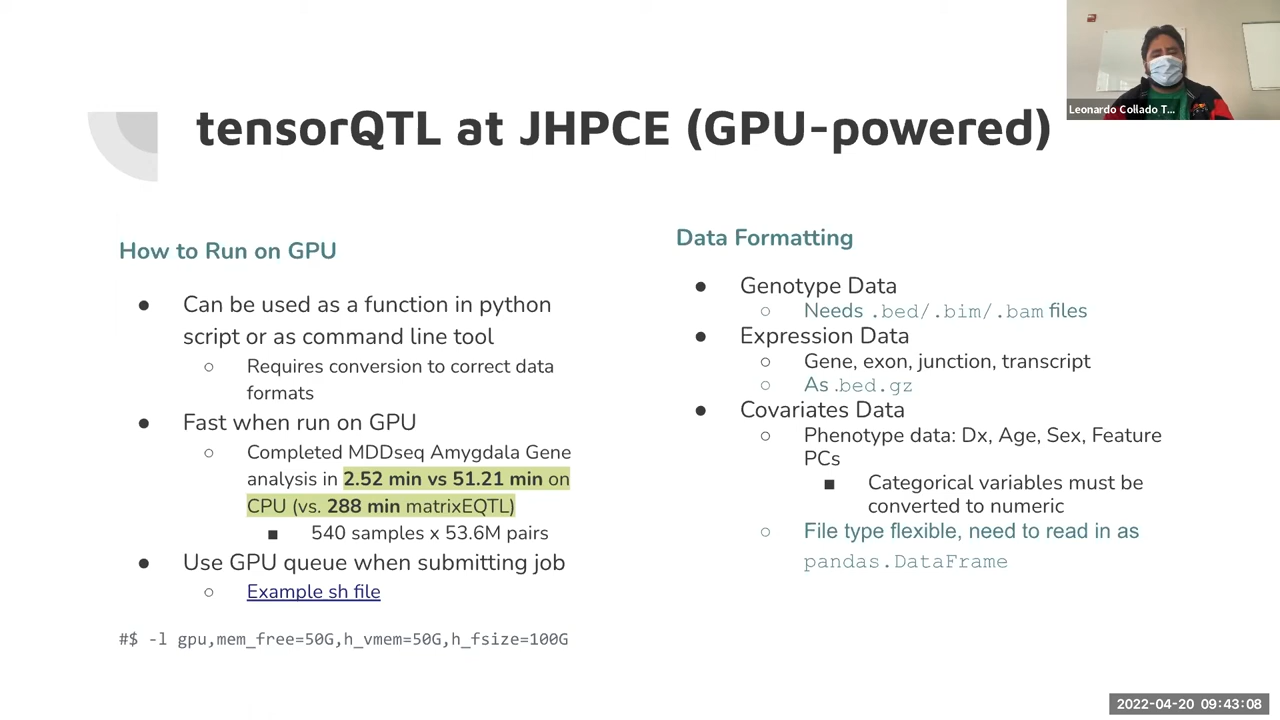 Leonardo Collado T...
tensorQTL at JHPCE (GPU-powered)
How to Run on GPU
● Can be used as a function in python
script or as command line tool
○ Requires conversion to correct data
formats
● Fast when run on GPU
○ Completed MDDseq Amygdala Gene
analysis in 2.52 min vs 51.21 min on
CPU (vs. 288 min matrixEQTL)
■ 540 samples x 53.6M pairs
● Use GPU queue when submitting job
○ Example sh file
#$ -l gpu,mem_free=50G,h_vmem=50G,h_fsize=100G
Data Formatting
● Genotype Data
○ Needs .bed/.bim/.bam files
● Expression Data
○ Gene, exon, junction, transcript
○ As .bed.gz
● Covariates Data
○ Phenotype data: Dx, Age, Sex, Feature
PCs
■ Categorical variables must be
converted to numeric
○ File type flexible, need to read in as
pandas.DataFrame
2022-04-20 09:43:08